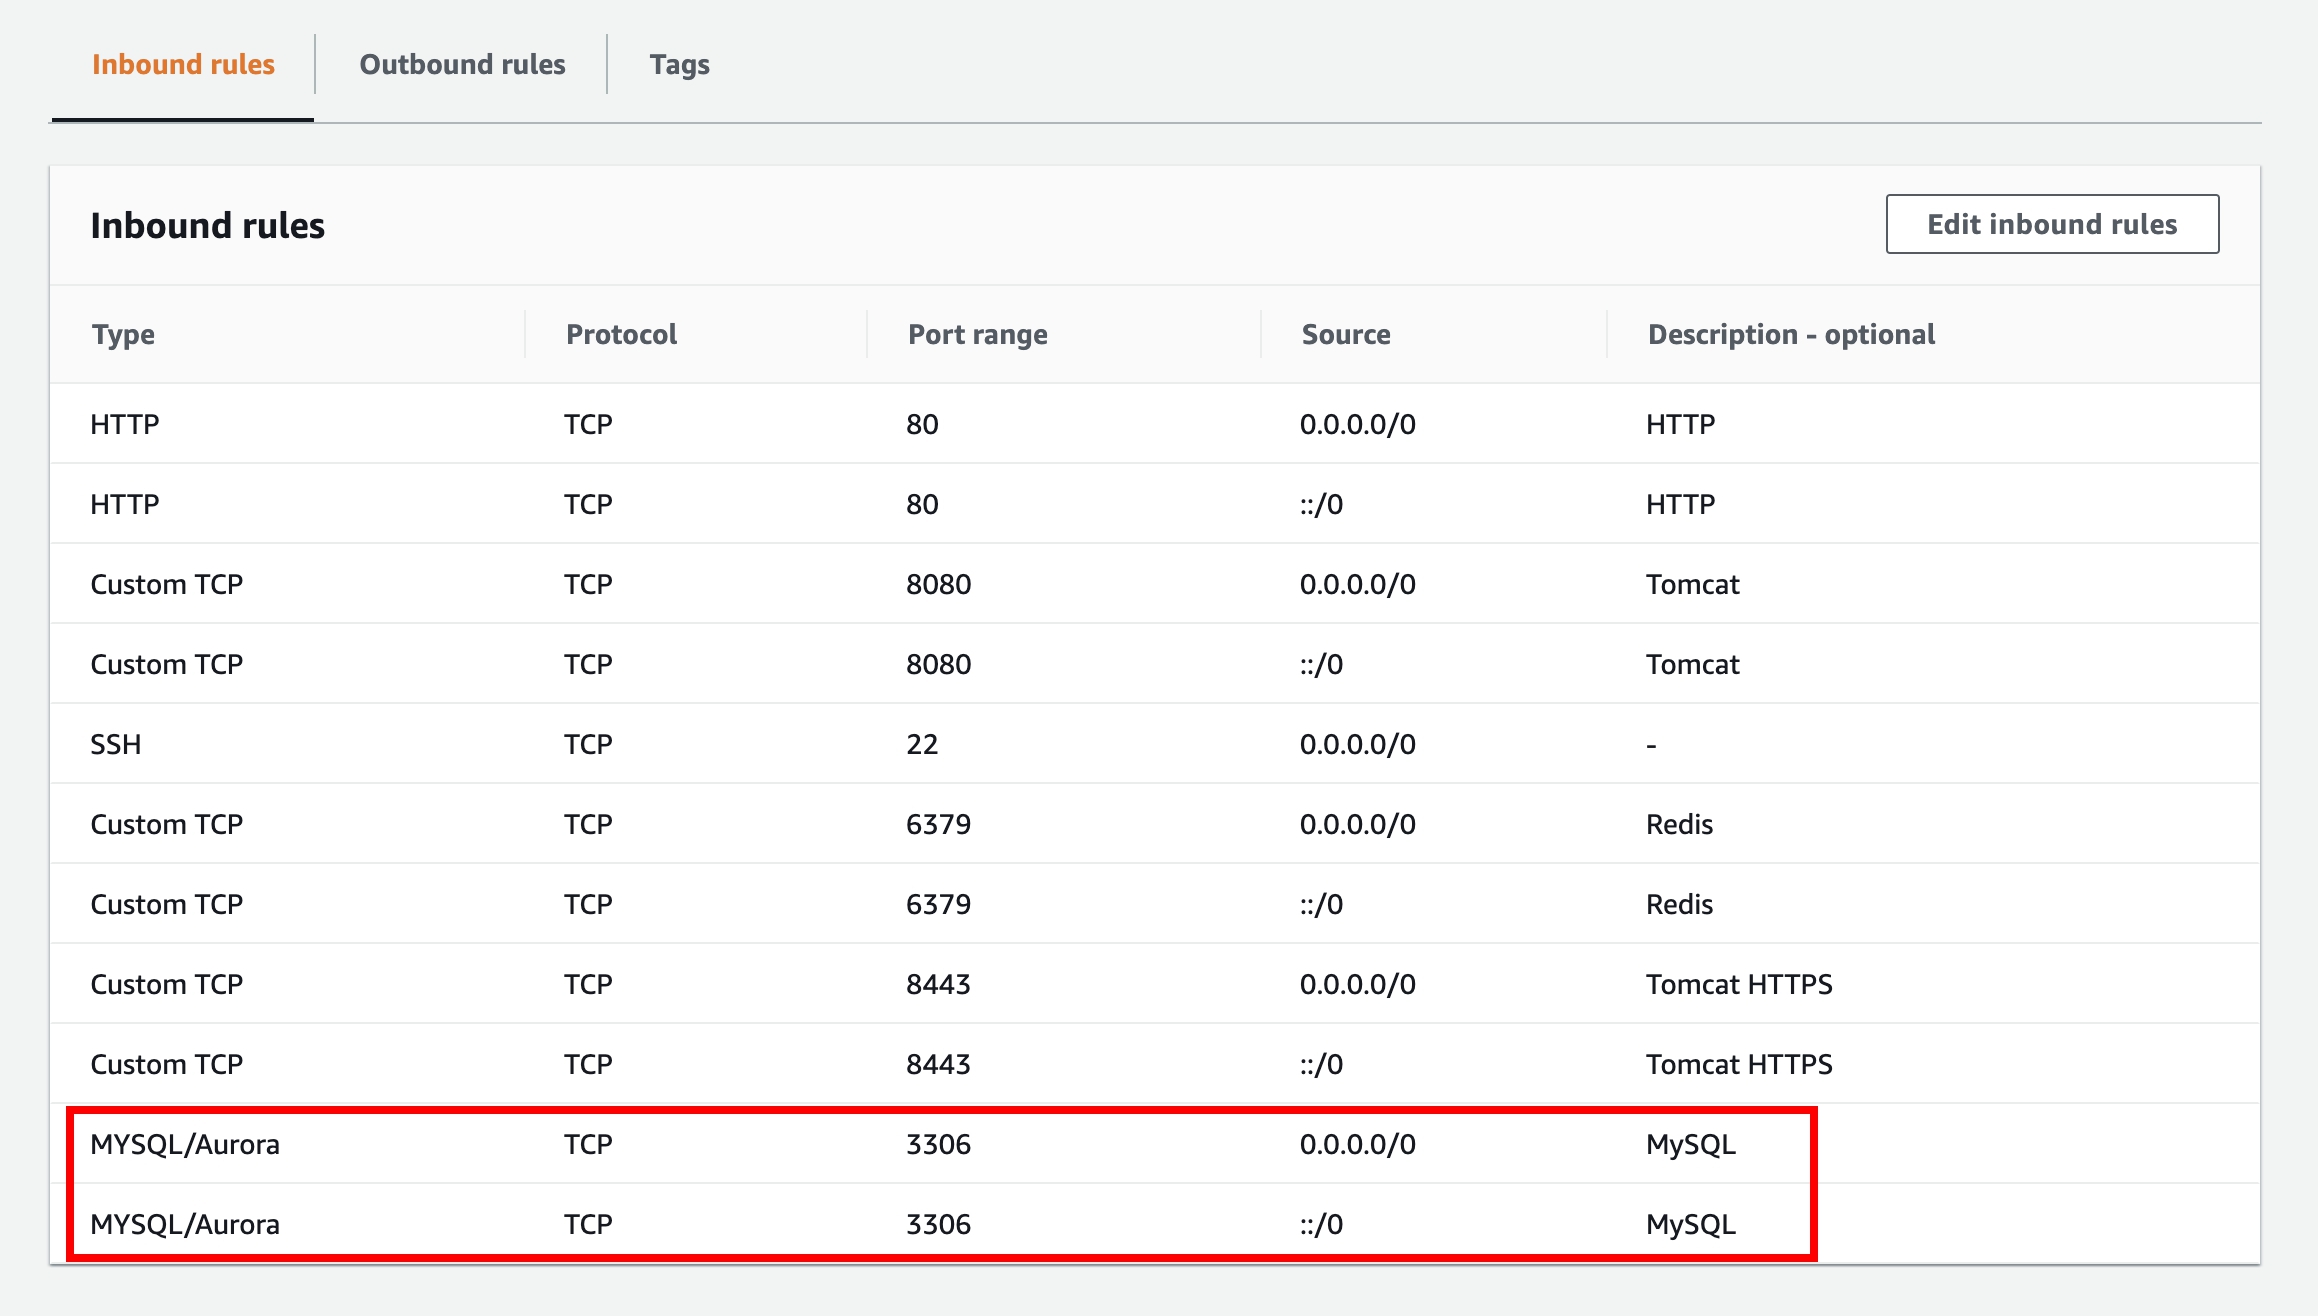 Inbound rules Outbound rules Tags
Inbound rules Edit inbound rules
Type Protocol Port range Source Description - optional
HTTP TCP 80 0.0.0.0/0 HTTP
HTTP TCP 80 ::/0 HTTP
Custom TCP TCP 8080 0.0.0.0/0 Tomcat
Custom TCP TCP 8080 ::/0 Tomcat
SSH TCP 22 0.0.0.0/0 -
Custom TCP TCP 6379 0.0.0.0/0 Redis
Custom TCP TCP 6379 ::/0 Redis
Custom TCP TCP 8443 0.0.0.0/0 Tomcat HTTPS
Custom TCP TCP 8443 ::/0 Tomcat HTTPS
MYSQL/Aurora TCP 3306 0.0.0.0/0 MySQL
MYSQL/Aurora TCP 3306 ::/0 MySQL